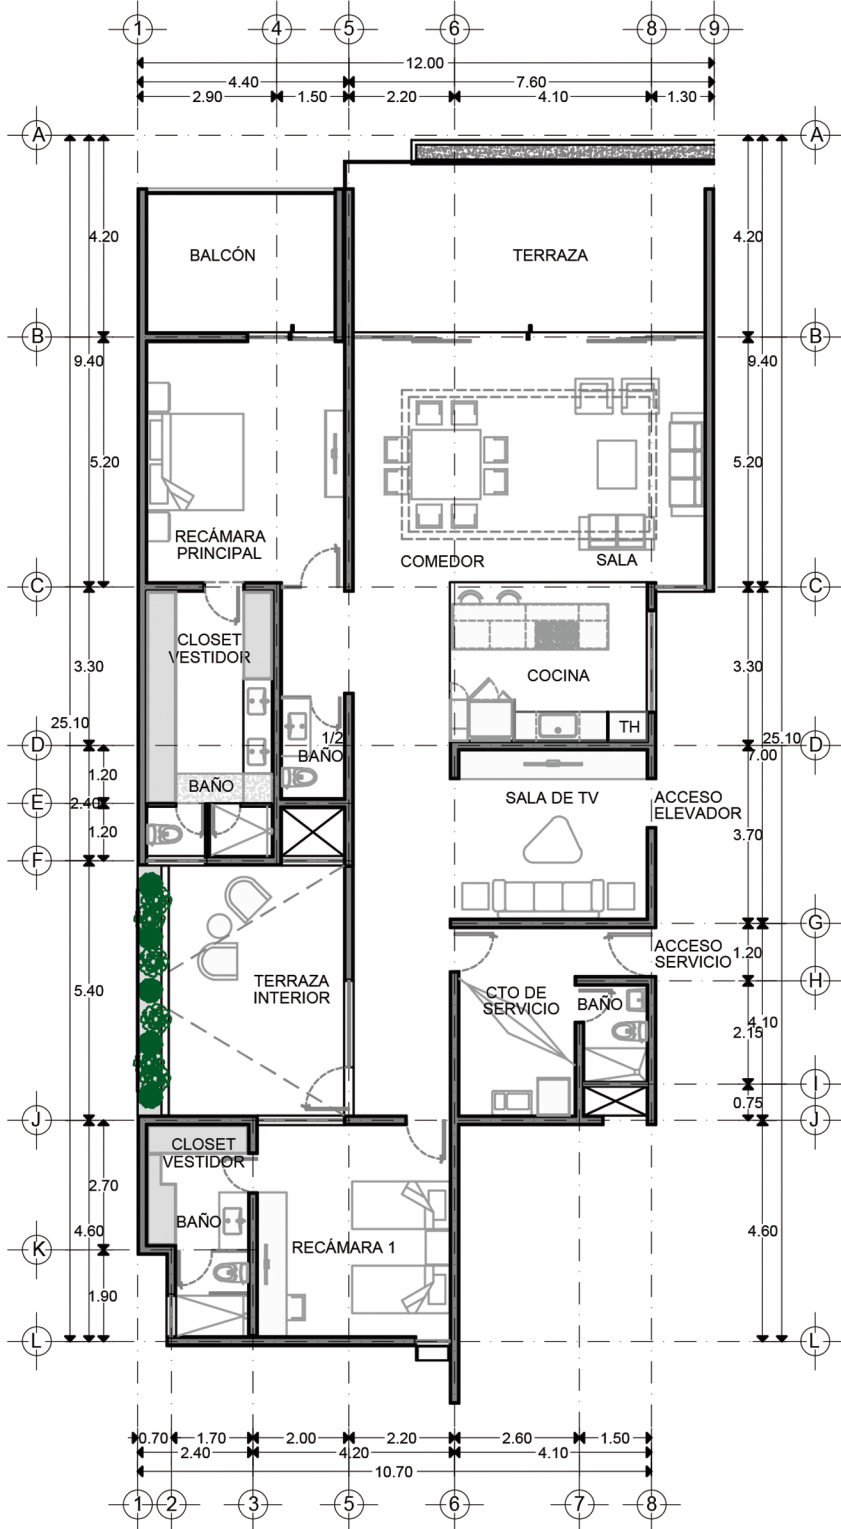 1 4 5 6 8 9
12.00
4.40 7.60
2.90 1.50 2.20 4.10 1.30
A A
4.20 BALCÓN TERRAZA 4.20
B B
9.40 9.40
5.20 5.20
RECÁMARA
PRINCIPAL
COMEDOR SALA
C C
CLOSET
VESTIDOR
3.30 COCINA 3.30
25.10 TH 25.10
1/2
BAÑO
D D
7.00
1.20 BAÑO
SALA DE TV
ACCESO
ELEVADOR
E
2.40
1.20 3.70
F
G
ACCESO
SERVICIO
1.20
5.40 TERRAZA
INTERIOR
CTO DE
SERVICIO
BAÑO
H
4.10
2.15
I
0.75
J J
CLOSET
VESTIDOR
2.70
BAÑO
4.60 4.60
K RECÁMARA 1
1.90
L L
0.70 1.70 2.00 2.20 2.60 1.50
2.40 4.20 4.10
10.70
1 2 3 5 6 7 8